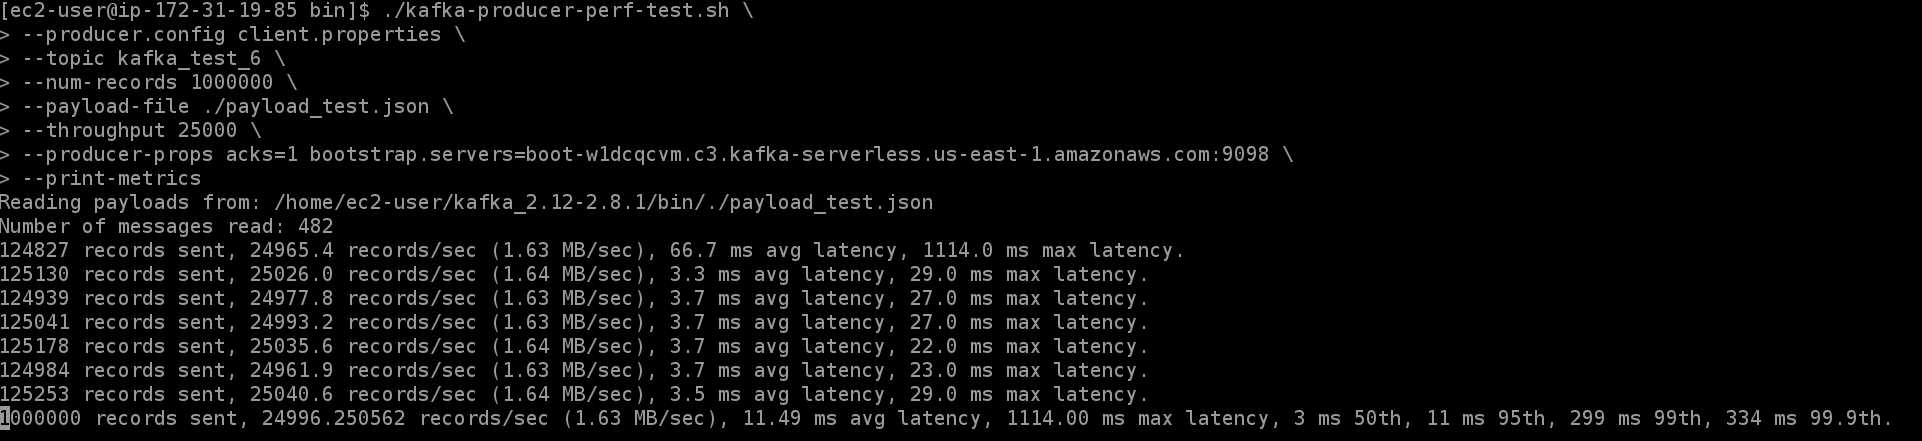 [ec2-user@ip-172-31-19-85 bin]$ ./kafka-producer-perf-test.sh \
> --producer.config client.properties \
> --topic kafka_test_6 \
> --num-records 1000000 \
> --payload-file ./payload_test.json \
> --throughput 25000 \
> --producer-props acks=1 bootstrap.servers=boot-w1dcqcvm.c3.kafka-serverless.us-east-1.amazonaws.com:9098 \
> --print-metrics
Reading payloads from: /home/ec2-user/kafka_2.12-2.8.1/bin/./payload_test.json
Number of messages read: 482
124827 records sent, 24965.4 records/sec (1.63 MB/sec), 66.7 ms avg latency, 1114.0 ms max latency.
125130 records sent, 25026.0 records/sec (1.64 MB/sec), 3.3 ms avg latency, 29.0 ms max latency.
124939 records sent, 24977.8 records/sec (1.63 MB/sec), 3.7 ms avg latency, 27.0 ms max latency.
125041 records sent, 24993.2 records/sec (1.63 MB/sec), 3.7 ms avg latency, 27.0 ms max latency.
125178 records sent, 25035.6 records/sec (1.64 MB/sec), 3.7 ms avg latency, 22.0 ms max latency.
124984 records sent, 24961.9 records/sec (1.63 MB/sec), 3.7 ms avg latency, 23.0 ms max latency.
125253 records sent, 25040.6 records/sec (1.64 MB/sec), 3.5 ms avg latency, 29.0 ms max latency.
1000000 records sent, 24996.250562 records/sec (1.63 MB/sec), 11.49 ms avg latency, 1114.00 ms max latency, 3 ms 50th, 11 ms 95th, 299 ms 99th, 334 ms 99.9th.